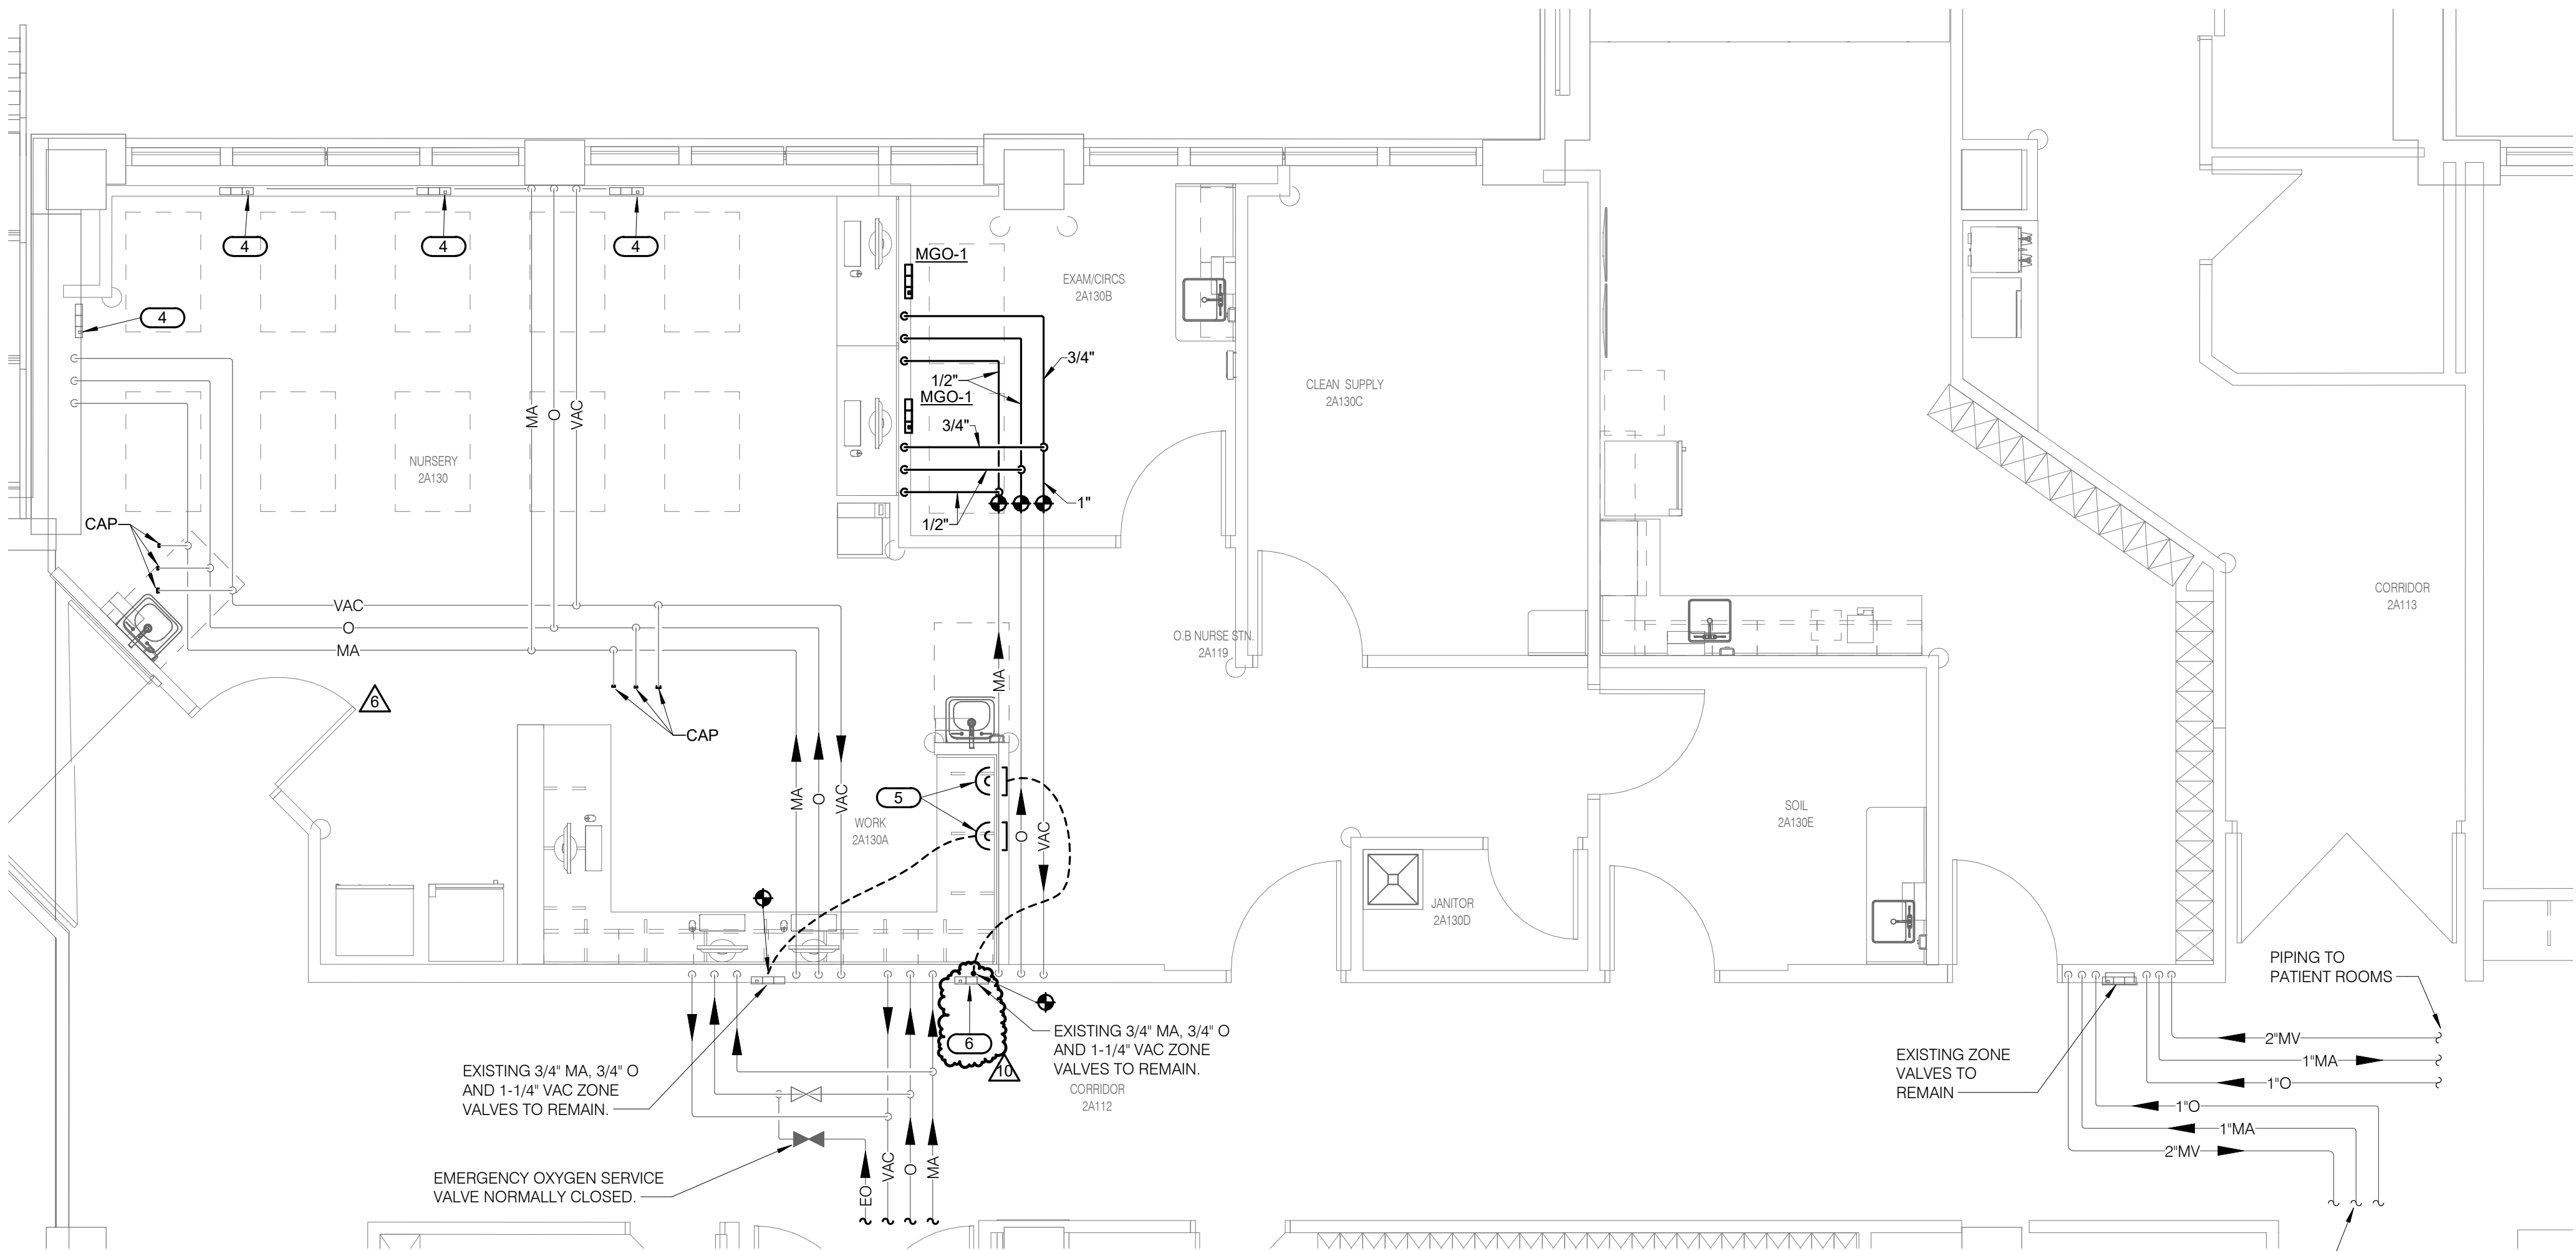 4
4
4
MGO-1
EXAM/CIRCS
2A130B
4
3/4"
1/2"
CLEAN SUPPLY
2A130C
MGO-1
MA
O
VAC
3/4"
NURSERY
2A130
1"
CAP
1/2"
VAC
O
MA
CORRIDOR
2A113
O.B NURSE STN.
2A119
MA
6
CAP
5
MA
O
VAC
WORK
2A130A
O
VAC
SOIL
2A130E
JANITOR
2A130D
PIPING TO
PATIENT ROOMS
6
10
EXISTING 3/4" MA, 3/4" O
AND 1-1/4" VAC ZONE
VALVES TO REMAIN.
EXISTING 3/4" MA, 3/4" O
AND 1-1/4" VAC ZONE
VALVES TO REMAIN.
CORRIDOR
2A112
EXISTING ZONE
VALVES TO
REMAIN
2"MV
1"MA
1"O
1"O
1"MA
2"MV
EMERGENCY OXYGEN SERVICE
VALVE NORMALLY CLOSED.
EO
VAC
O
MA